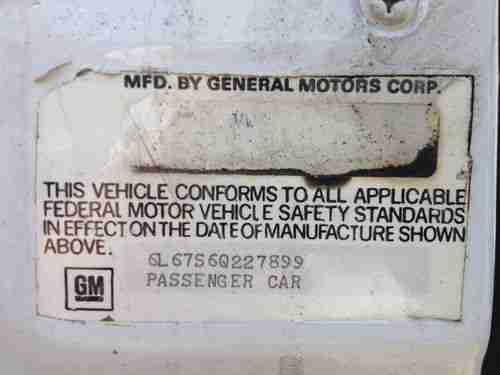 MFD. BY GENERAL MOTORS CORP.
THIS VEHICLE CONFORMS TO ALL APPLICABLE
FEDERAL MOTOR VEHICLE SAFETY STANDARDS
IN EFFECT ON THE DATE OF MANUFACTURE SHOWN
ABOVE.
6L67S6Q227899
PASSENGER CAR
GM